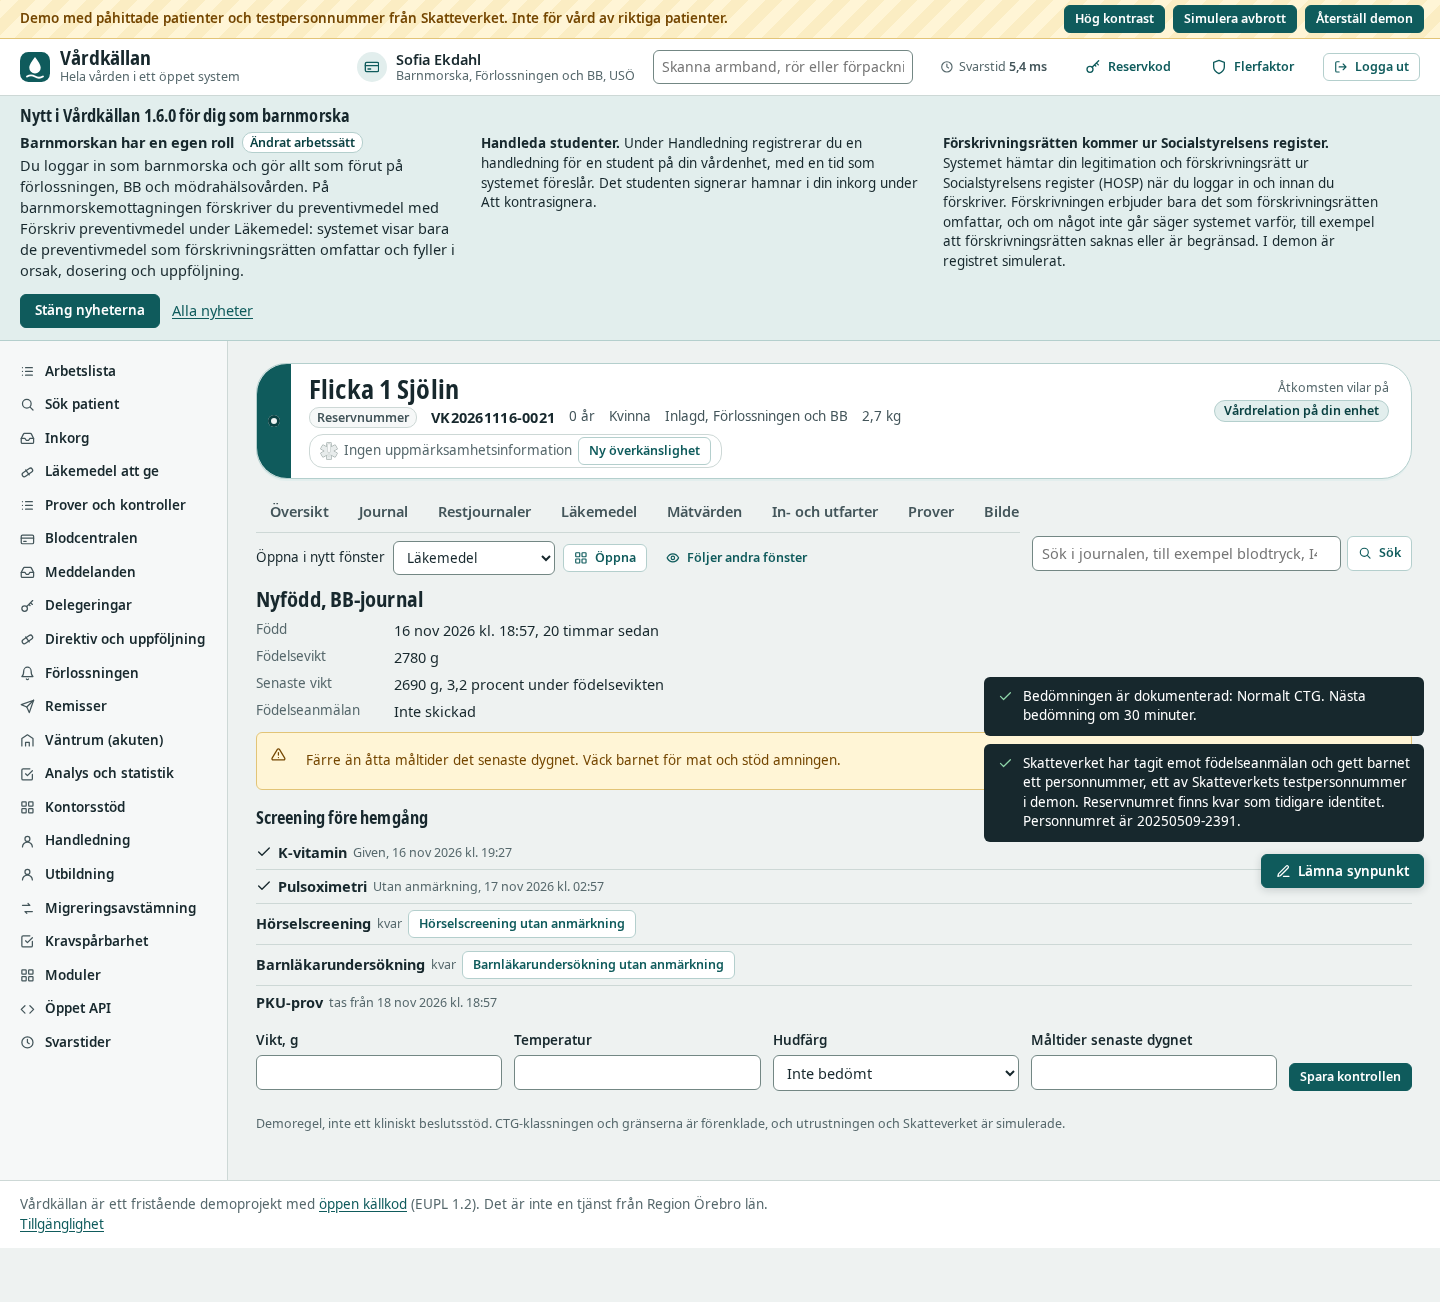 Demo med påhittade patienter och testpersonnummer från Skatteverket. Inte för vård av riktiga patienter.
Hög kontrast
Simulera avbrott
Återställ demon
Vårdkällan
Hela vården i ett öppet system
Sofia Ekdahl
Barnmorska, Förlossningen och BB, USÖ
Skanna armband, rör eller förpackni
Svarstid 5,4 ms
Reservkod
Flerfaktor
Logga ut
Nytt i Vårdkällan 1.6.0 för dig som barnmorska
Barnmorskan har en egen roll
Ändrat arbetssätt
Du loggar in som barnmorska och gör allt som förut på
förlossningen, BB och mödrahälsovården. På
barnmorskemottagningen förskriver du preventivmedel med
Förskriv preventivmedel under Läkemedel: systemet visar bara
de preventivmedel som förskrivningsrätten omfattar och fyller i
orsak, dosering och uppföljning.
Handleda studenter. Under Handledning registrerar du en
handledning för en student på din vårdenhet, med en tid som
systemet föreslår. Det studenten signerar hamnar i din inkorg under
Att kontrasignera.
Förskrivningsrätten kommer ur Socialstyrelsens register.
Systemet hämtar din legitimation och förskrivningsrätt ur
Socialstyrelsens register (HOSP) när du loggar in och innan du
förskriver. Förskrivningen erbjuder bara det som förskrivningsrätten
omfattar, och om något inte går säger systemet varför, till exempel
att förskrivningsrätten saknas eller är begränsad. I demon är
registret simulerat.
Stäng nyheterna
Alla nyheter
Arbetslista
Sök patient
Inkorg
Läkemedel att ge
Prover och kontroller
Blodcentralen
Meddelanden
Delegeringar
Direktiv och uppföljning
Förlossningen
Remisser
Väntrum (akuten)
Analys och statistik
Kontorsstöd
Handledning
Utbildning
Migreringsavstämning
Kravspårbarhet
Moduler
Öppet API
Svarstider
Flicka 1 Sjölin
Reservnummer
VK20261116-0021
0 år
Kvinna
Inlagd, Förlossningen och BB
2,7 kg
Ingen uppmärksamhetsinformation
Ny överkänslighet
Åtkomsten vilar på
Vårdrelation på din enhet
Översikt
Journal
Restjournaler
Läkemedel
Mätvärden
In- och utfarter
Prover
Bilde
Öppna i nytt fönster
Läkemedel
Öppna
Följer andra fönster
Sök i journalen, till exempel blodtryck, I
Sök
Nyfödd, BB-journal
Född
16 nov 2026 kl. 18:57, 20 timmar sedan
Födelsevikt
2780 g
Senaste vikt
2690 g, 3,2 procent under födelsevikten
Födelseanmälan
Inte skickad
Färre än åtta måltider det senaste dygnet. Väck barnet för mat och stöd amningen.
Bedömningen är dokumenterad: Normalt CTG. Nästa
bedömning om 30 minuter.
Skatteverket har tagit emot födelseanmälan och gett barnet
ett personnummer, ett av Skatteverkets testpersonnummer
i demon. Reservnumret finns kvar som tidigare identitet.
Personnumret är 20250509-2391.
Lämna synpunkt
Screening före hemgång
K-vitamin
Given, 16 nov 2026 kl. 19:27
Pulsoximetri
Utan anmärkning, 17 nov 2026 kl. 02:57
Hörselscreening
kvar
Hörselscreening utan anmärkning
Barnläkarundersökning
kvar
Barnläkarundersökning utan anmärkning
PKU-prov
tas från 18 nov 2026 kl. 18:57
Vikt, g
Temperatur
Hudfärg
Inte bedömt
Måltider senaste dygnet
Spara kontrollen
Demoregel, inte ett kliniskt beslutsstöd. CTG-klassningen och gränserna är förenklade, och utrustningen och Skatteverket är simulerade.
Vårdkällan är ett fristående demoprojekt med öppen källkod (EUPL 1.2). Det är inte en tjänst från Region Örebro län.
Tillgänglighet